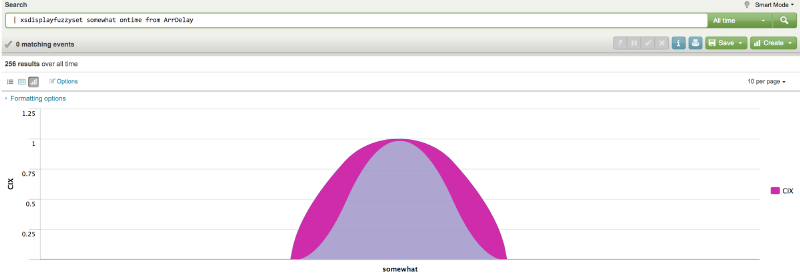 Search
Smart Mode
| xsdisplayfuzzyset somewhat ontime from ArrDelay
All time
0 matching events
Save
Create
256 results over all time
Options
10 per page
Formatting options
1.25
1
0.75
0.5
0.25
CIX
CIX
somewhat